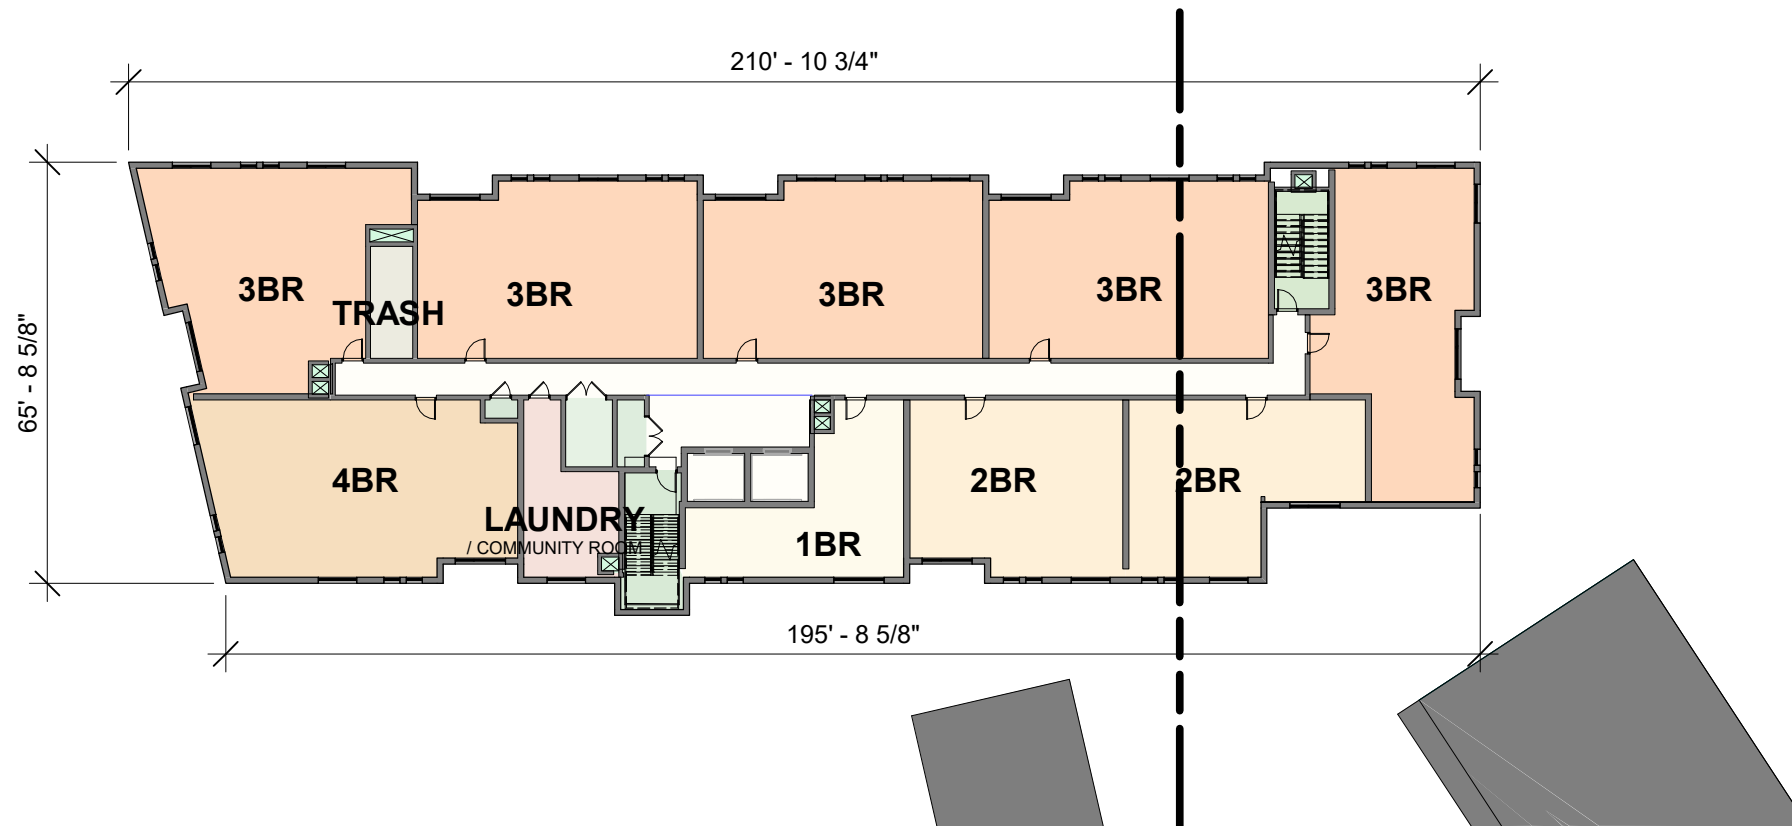 210' - 10 3/4"
65' - 8 5/8"
3BR
TRASH
3BR
3BR
3BR
3BR
4BR
LAUNDRY
/ COMMUNITY ROOM
1BR
2BR
2BR
195' - 8 5/8"